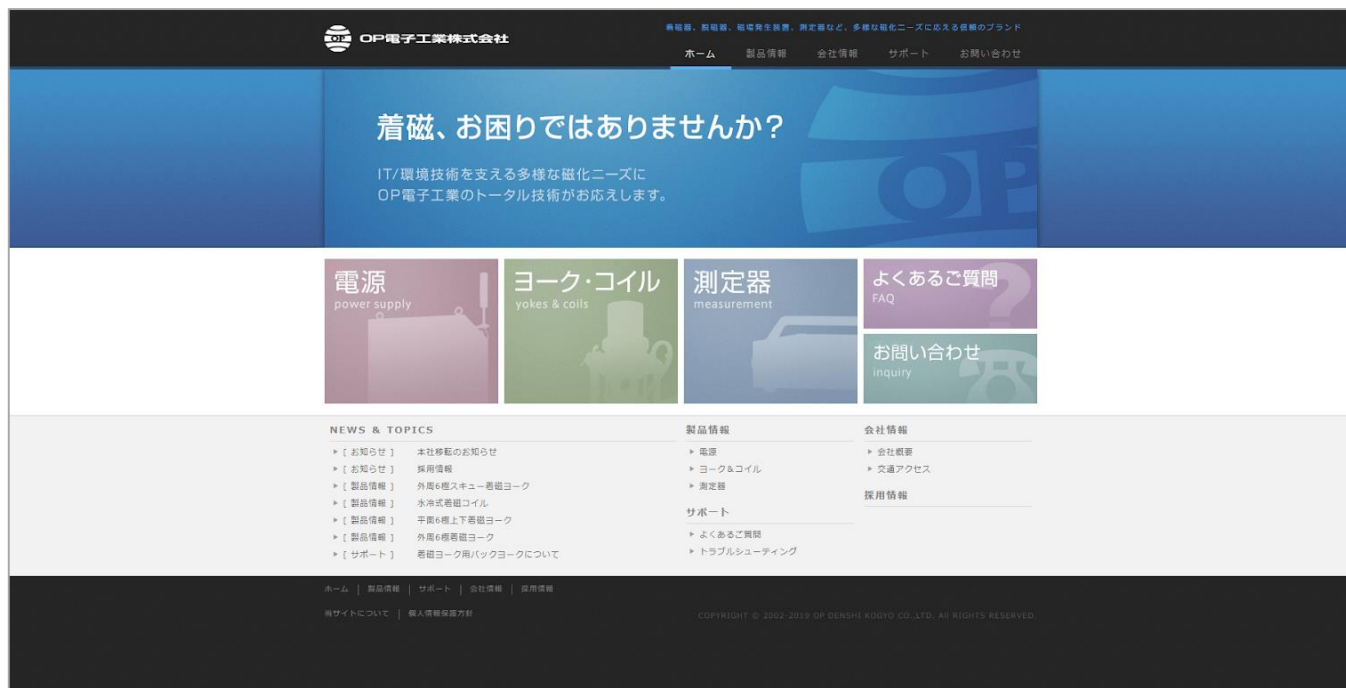 OP
OP電子工業株式会社
着磁器、脱磁器、磁場発生装置、測定器など、多様な磁化ニーズに応える信頼のブランド
ホーム 製品情報 会社情報 サポート お問い合わせ
着磁、お困りではありませんか?
IT/環境技術を支える多様な磁化ニーズに
OP電子工業のトータル技術がお応えします。
OP
電源
power supply
ヨーク・コイル
yokes & coils
測定器
measurement
よくあるご質問
FAQ
?
お問い合わせ
inquiry
NEWS & TOPICS
[ お知らせ ] 本社移転のお知らせ
[ お知らせ ] 採用情報
[ 製品情報 ] 外周6極スキュー着磁ヨーク
[ 製品情報 ] 水冷式着磁コイル
[ 製品情報 ] 平面6極上下着磁ヨーク
[ 製品情報 ] 外周6極着磁ヨーク
[ サポート ] 着磁ヨーク用バックヨークについて
製品情報
電源
ヨーク&コイル
測定器
サポート
よくあるご質問
トラブルシューティング
会社情報
会社概要
交通アクセス
採用情報
ホーム | 製品情報 | サポート | 会社情報 | 採用情報
当サイトについて | 個人情報保護方針
COPYRIGHT © 2002-2019 OP DENSHI KOGYO CO.,LTD, All RIGHTS RESERVED.